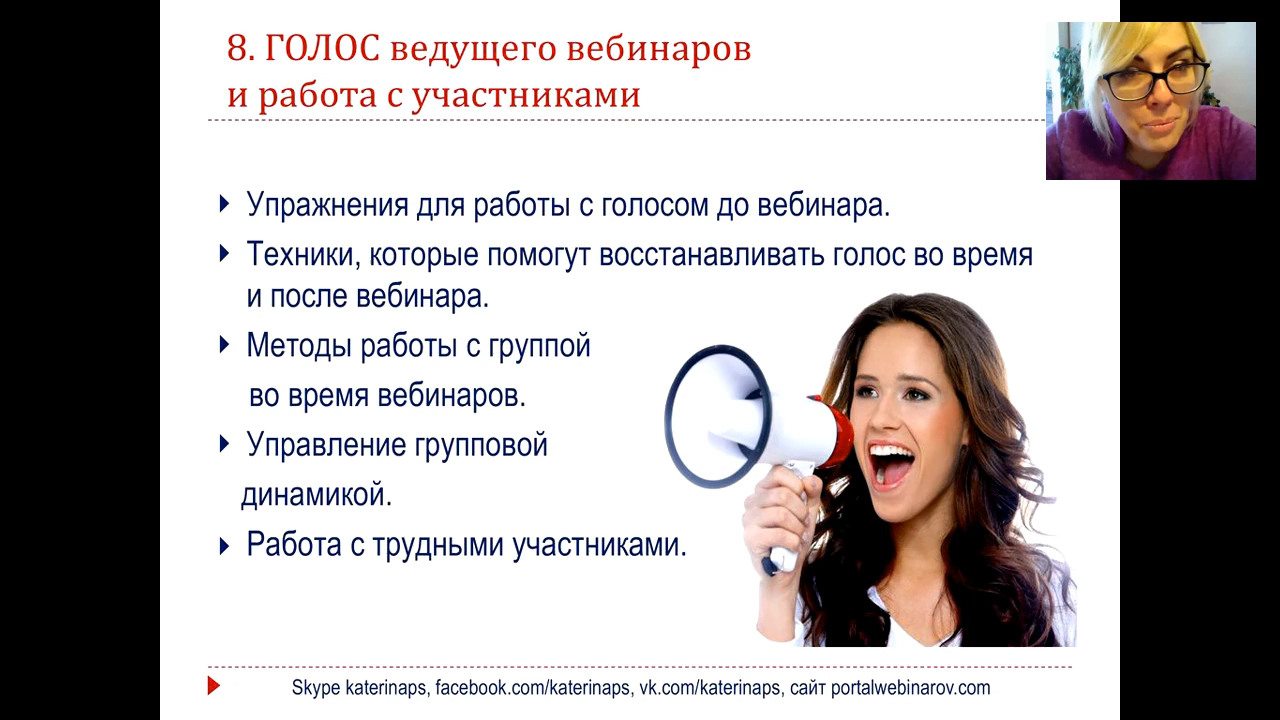 8. ГОЛОС ведущего вебинаров
и работа с участниками
Упражнения для работы с голосом до вебинара.
Техники, которые помогут восстанавливать голос во время
и после вебинара.
Методы работы с группой
во время вебинаров.
Управление групповой
динамикой.
Работа с трудными участниками.
Skype katerinaps, facebook.com/katerinaps, vk.com/katerinaps, сайт portalwebinarov.com